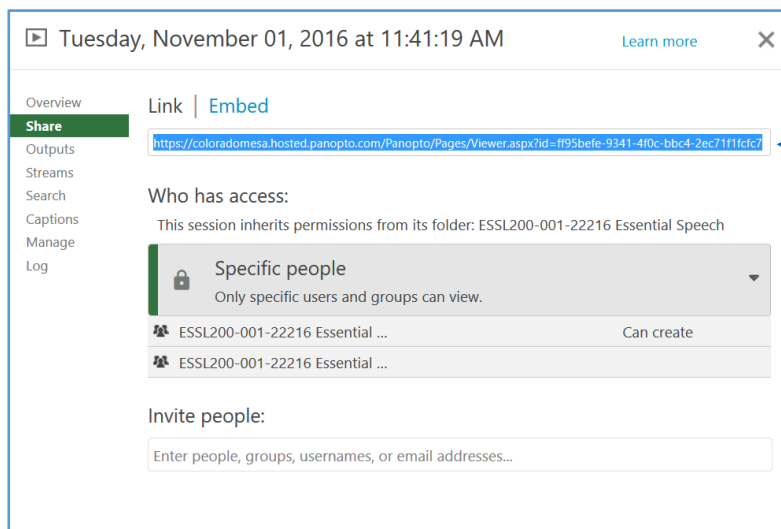 Tuesday, November 01, 2016 at 11:41:19 AM
Learn more
Overview
Share
Outputs
Streams
Search
Captions
Manage
Log
Link | Embed
https://coloradomesa.hosted.panopto.com/Panopto/Pages/Viewer.aspx?id=ff95befe-9341-4f0c-bbc4-2ec71f1fcfc7
Who has access:
This session inherits permissions from its folder: ESSL200-001-22216 Essential Speech
Specific people
Only specific users and groups can view.
ESSL200-001-22216 Essential ... Can create
ESSL200-001-22216 Essential ...
Invite people:
Enter people, groups, usernames, or email addresses...